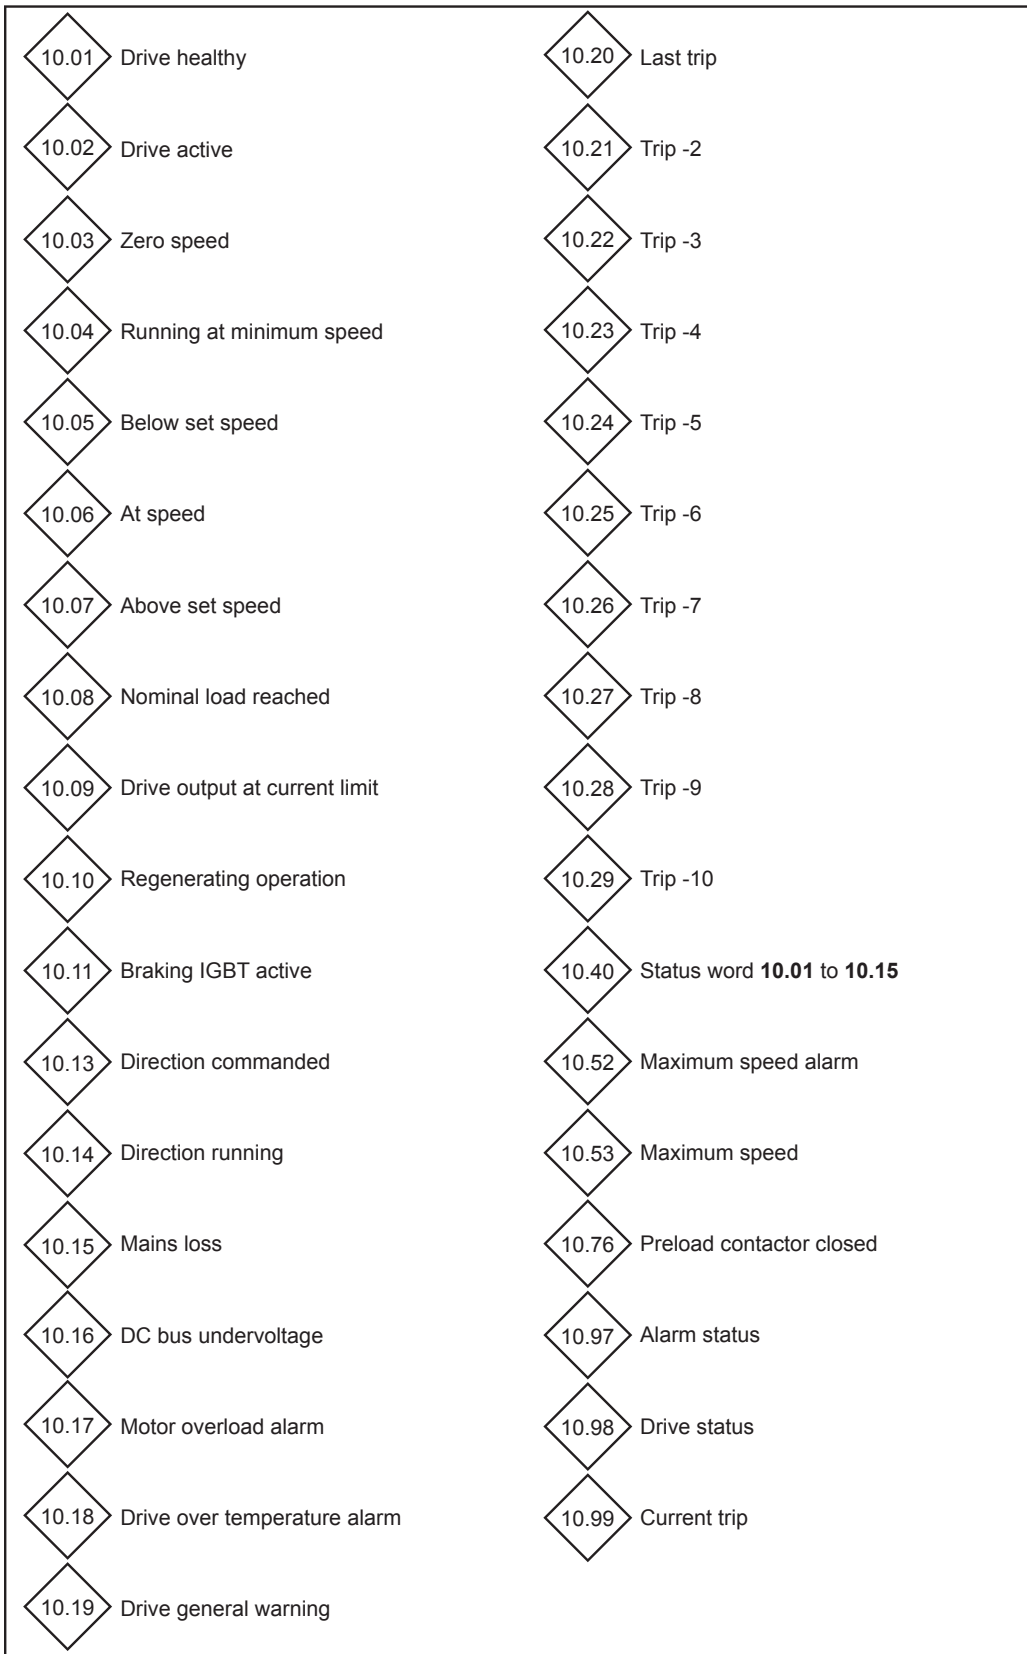 10.01 Drive healthy
10.02 Drive active
10.03 Zero speed
10.04 Running at minimum speed
10.05 Below set speed
10.06 At speed
10.07 Above set speed
10.08 Nominal load reached
10.09 Drive output at current limit
10.10 Regenerating operation
10.11 Braking IGBT active
10.13 Direction commanded
10.14 Direction running
10.15 Mains loss
10.16 DC bus undervoltage
10.17 Motor overload alarm
10.18 Drive over temperature alarm
10.19 Drive general warning
10.20 Last trip
10.21 Trip -2
10.22 Trip -3
10.23 Trip -4
10.24 Trip -5
10.25 Trip -6
10.26 Trip -7
10.27 Trip -8
10.28 Trip -9
10.29 Trip -10
10.40 Status word 10.01 to 10.15
10.52 Maximum speed alarm
10.53 Maximum speed
10.76 Preload contactor closed
10.97 Alarm status
10.98 Drive status
10.99 Current trip